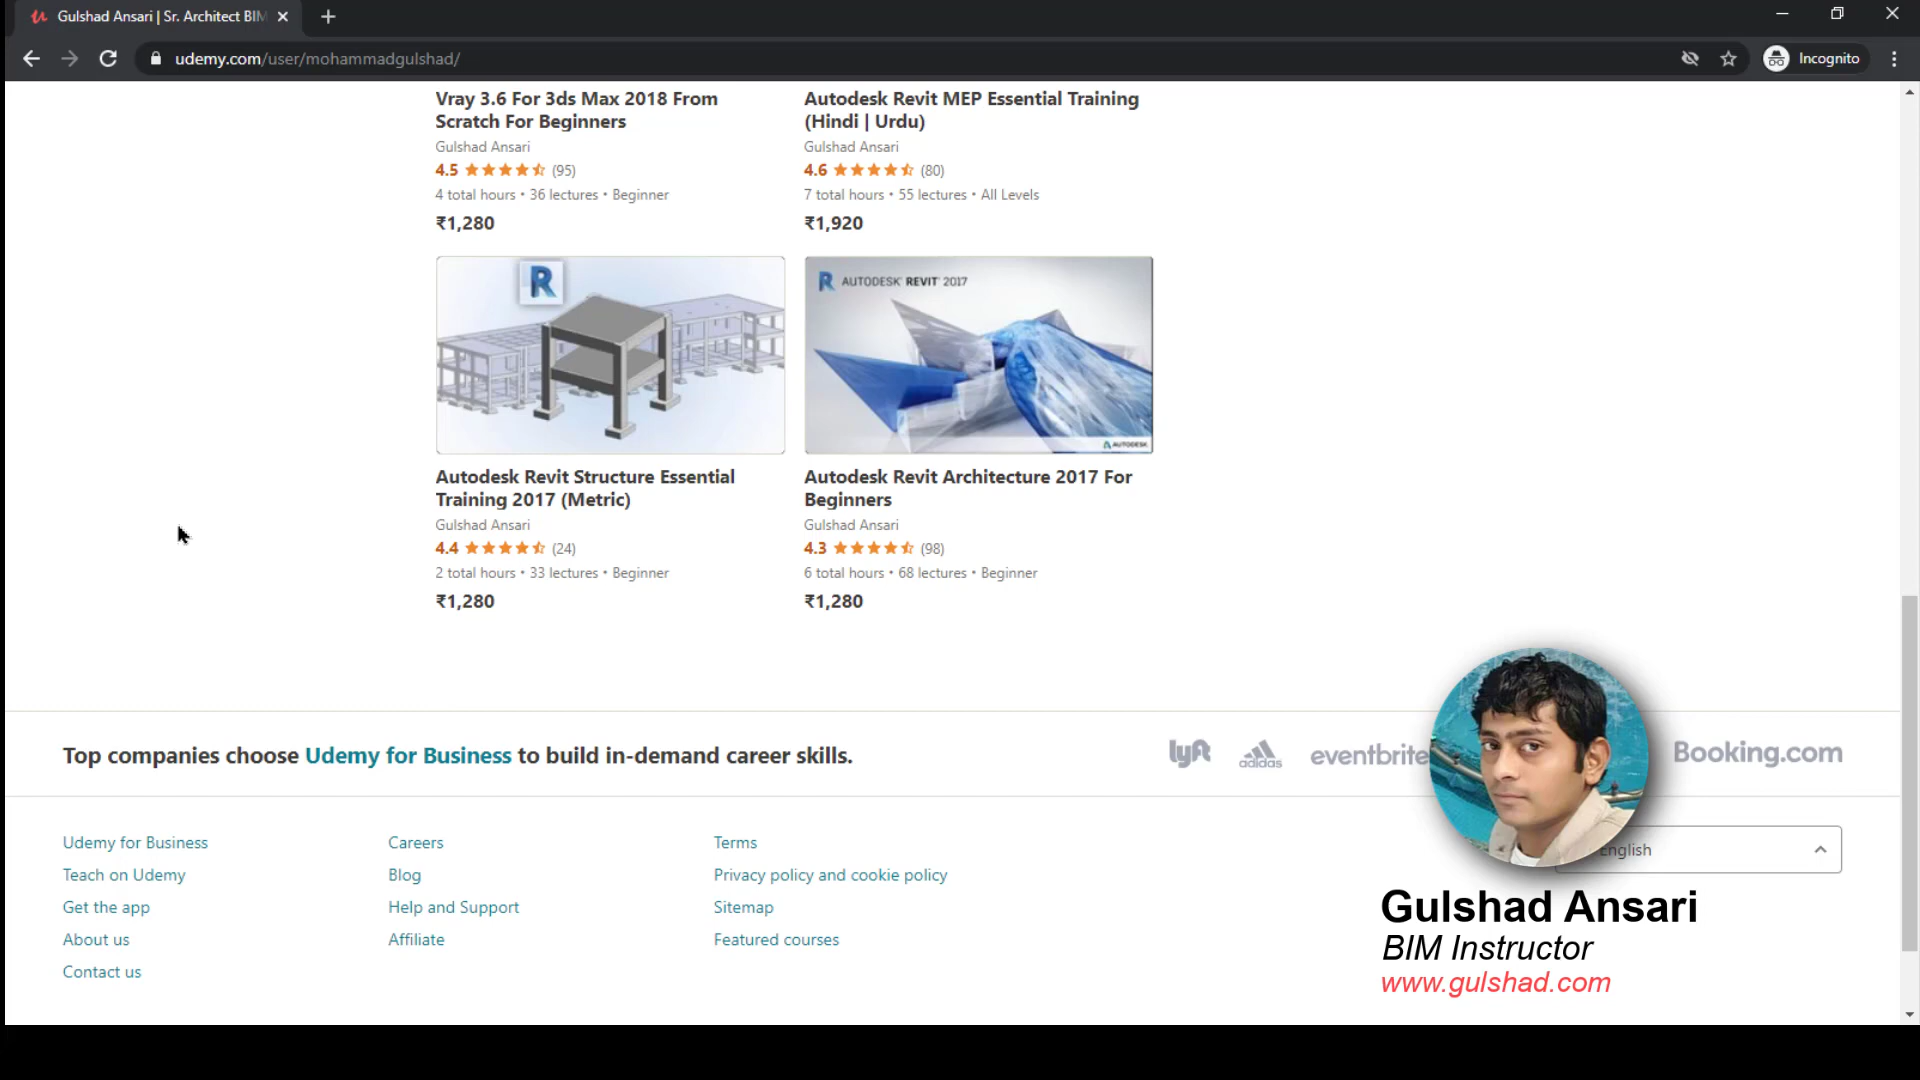 Gulshad Ansari | Sr. Architect BIM
udemy.com/user/mohammadgulshad/
Incognito
Vray 3.6 For 3ds Max 2018 From
Scratch For Beginners
Gulshad Ansari
4.5 (95)
4 total hours • 36 lectures • Beginner
₹1,280
Autodesk Revit MEP Essential Training
(Hindi | Urdu)
Gulshad Ansari
4.6 (80)
7 total hours • 55 lectures • All Levels
₹1,920
R
R AUTODESK® REVIT® 2017
AUTODESK
Autodesk Revit Structure Essential
Training 2017 (Metric)
Gulshad Ansari
4.4 (24)
2 total hours • 33 lectures • Beginner
₹1,280
Autodesk Revit Architecture 2017 For
Beginners
Gulshad Ansari
4.3 (98)
6 total hours • 68 lectures • Beginner
₹1,280
Top companies choose Udemy for Business to build in-demand career skills.
lyft
adidas
eventbrite
Booking.com
Udemy for Business
Teach on Udemy
Get the app
About us
Contact us
Careers
Blog
Help and Support
Affiliate
Terms
Privacy policy and cookie policy
Sitemap
Featured courses
English
Gulshad Ansari
BIM Instructor
www.gulshad.com